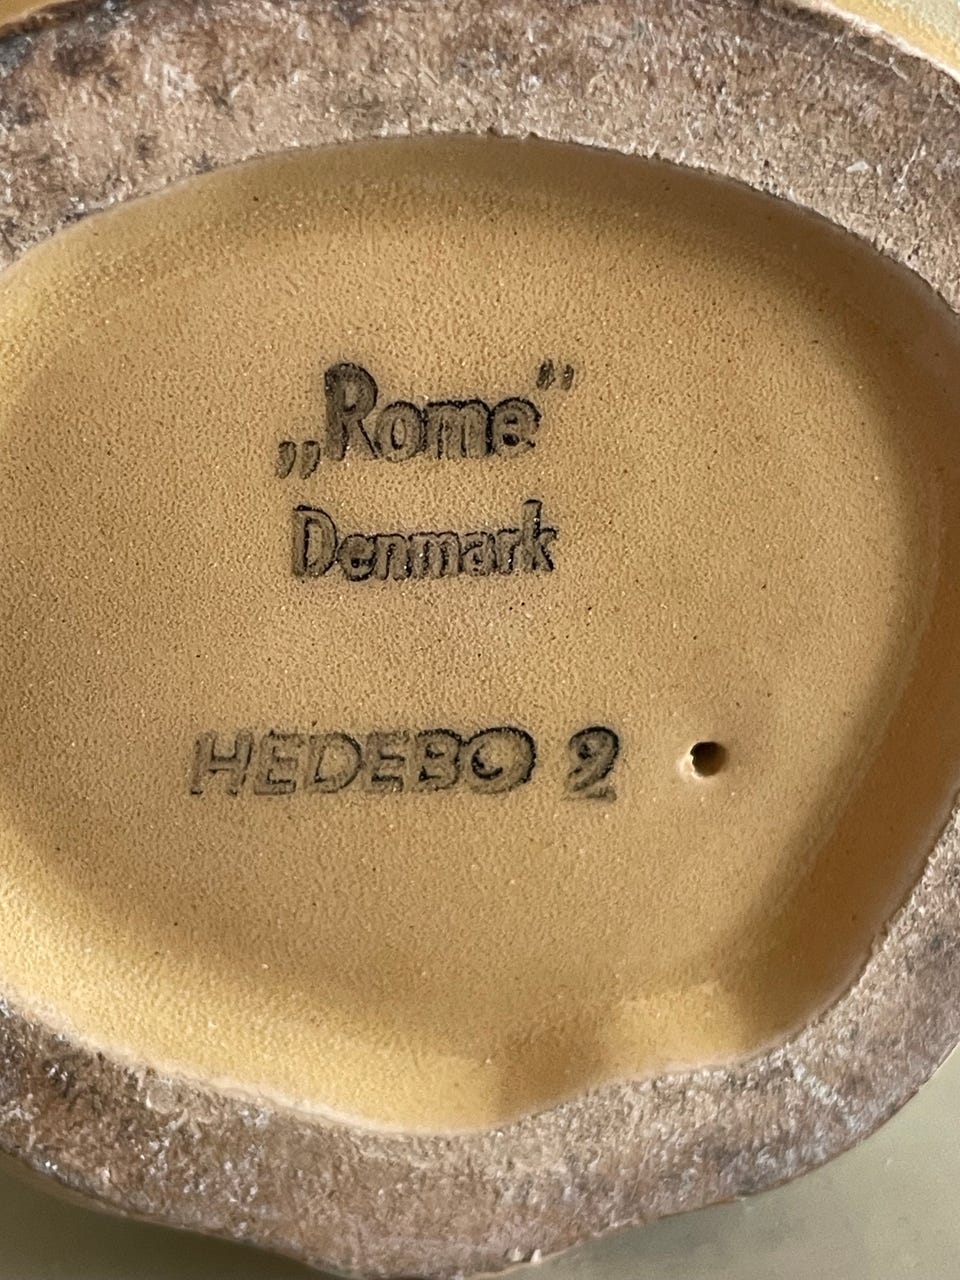 „Rome”
Denmark
HEDEBO 2